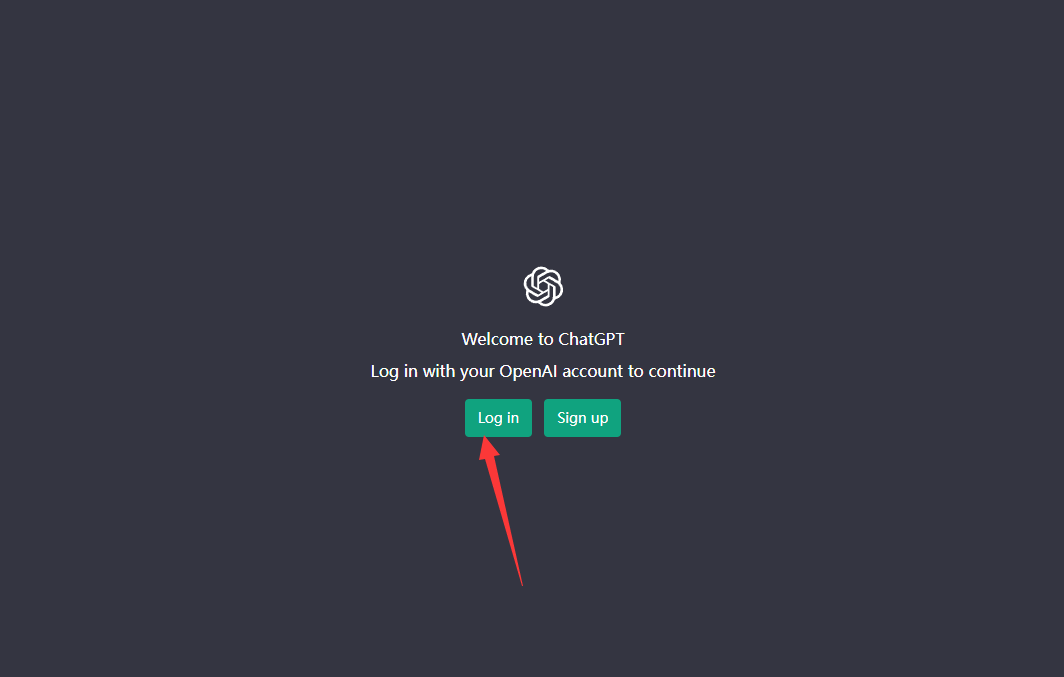 Welcome to ChatGPT
Log in with your OpenAI account to continue
Log in Sign up